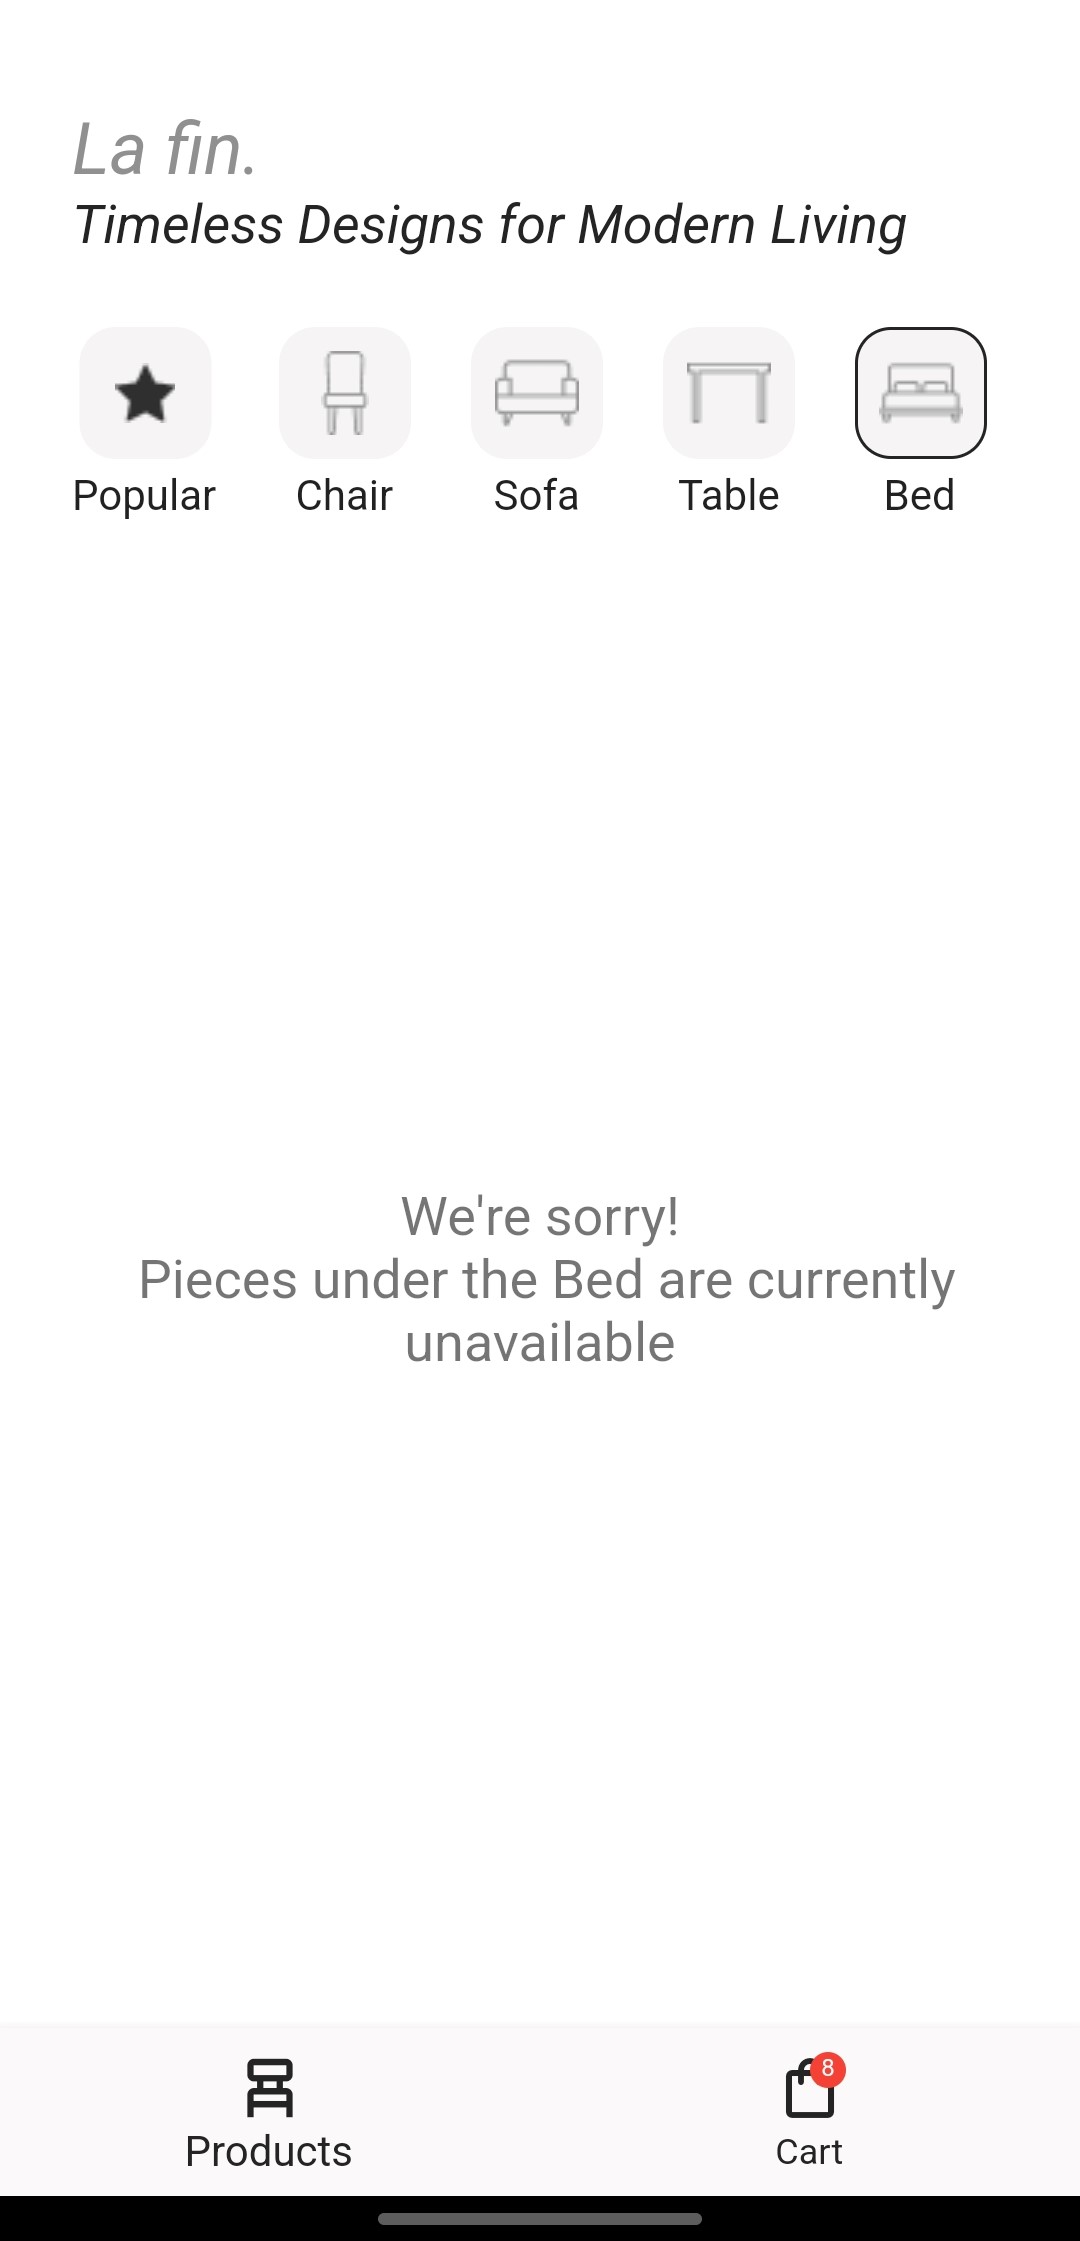 La fin.
Timeless Designs for Modern Living
Popular
Chair
Sofa
Table
Bed
We're sorry!
Pieces under the Bed are currently
unavailable
Products
8
Cart